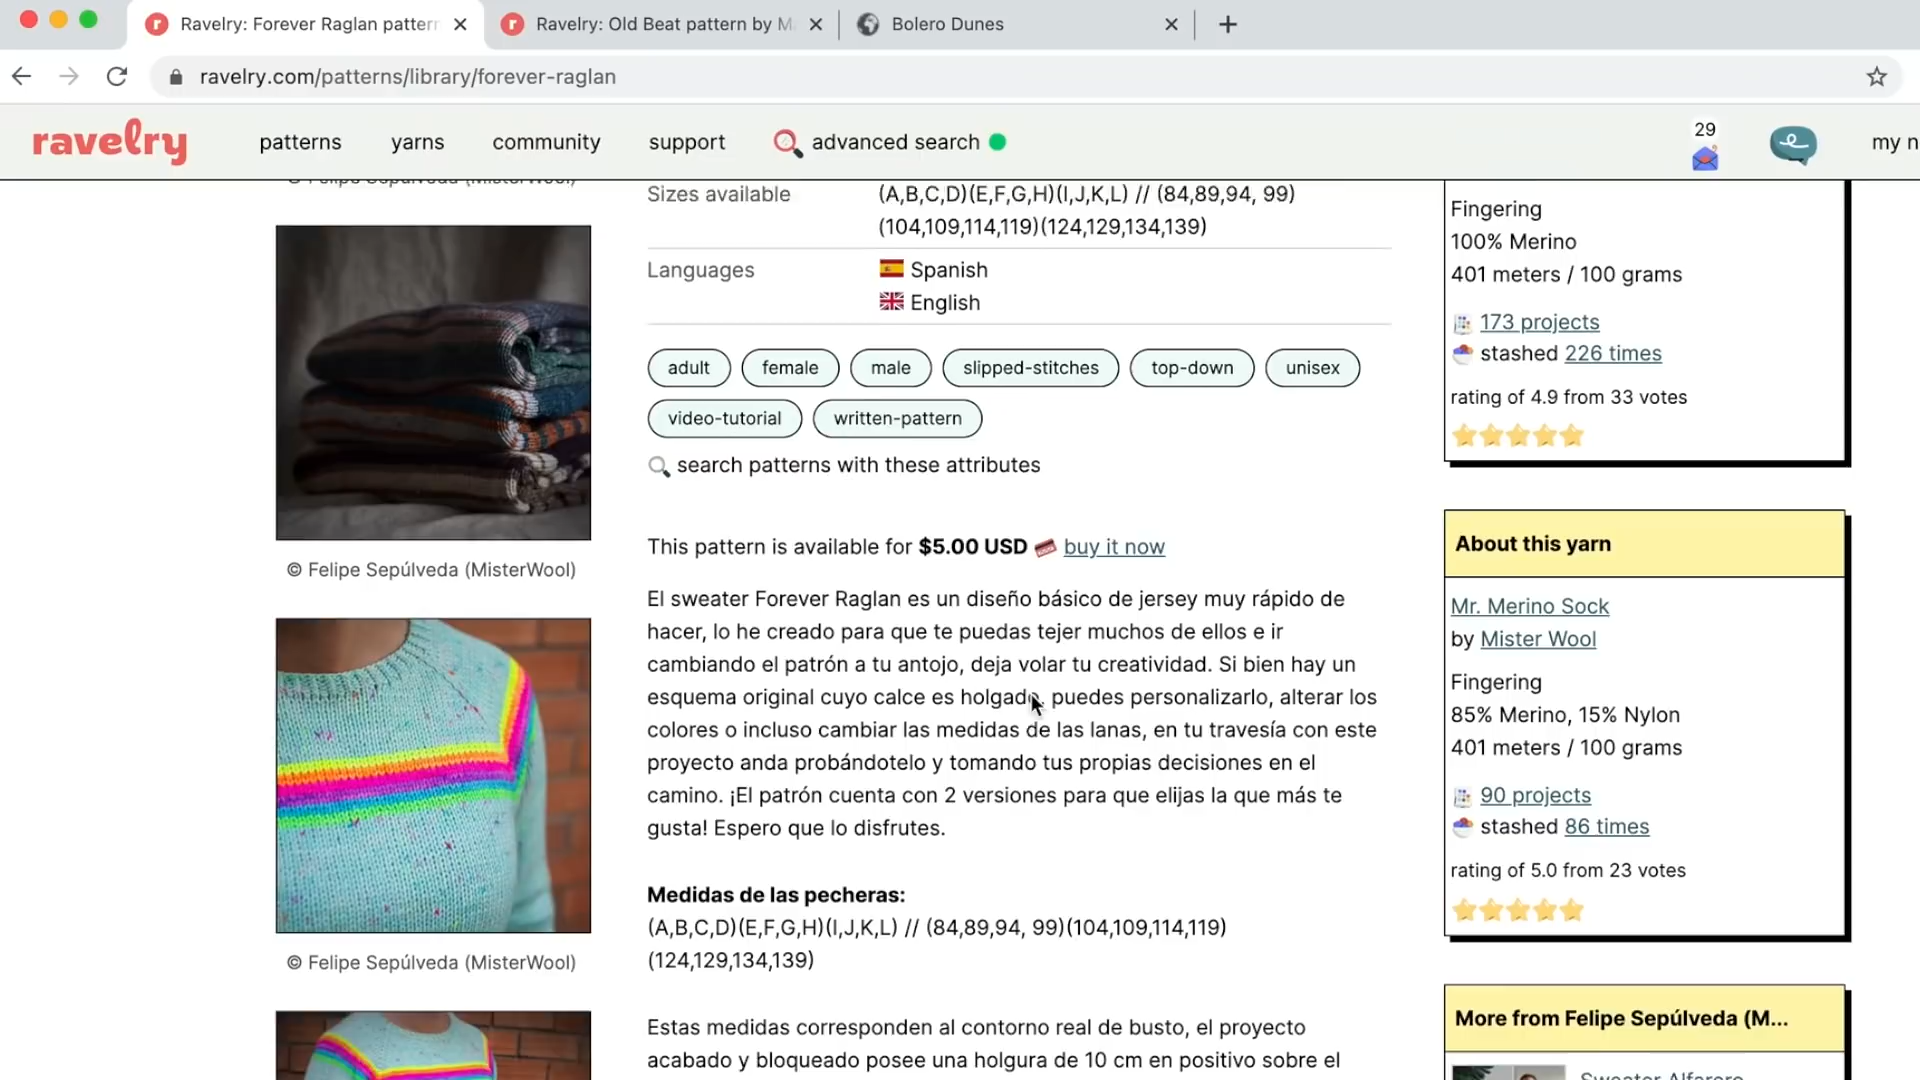 Ravelry: Forever Raglan pattern
Ravelry: Old Beat pattern by M
Bolero Dunes
ravelry.com/patterns/library/forever-raglan
ravelry
patterns
yarns
community
support
advanced search
29
my n
© Felipe Sepúlveda (MisterWool)
Sizes available
(A,B,C,D)(E,F,G,H)(I,J,K,L) // (84,89,94, 99)
(104,109,114,119)(124,129,134,139)
Languages
Spanish
English
adult
female
male
slipped-stitches
top-down
unisex
video-tutorial
written-pattern
search patterns with these attributes
This pattern is available for $5.00 USD buy it now
El sweater Forever Raglan es un diseño básico de jersey muy rápido de
hacer, lo he creado para que te puedas tejer muchos de ellos e ir
cambiando el patrón a tu antojo, deja volar tu creatividad. Si bien hay un
esquema original cuyo calce es holgado, puedes personalizarlo, alterar los
colores o incluso cambiar las medidas de las lanas, en tu travesía con este
proyecto anda probándotelo y tomando tus propias decisiones en el
camino. ¡El patrón cuenta con 2 versiones para que elijas la que más te
gusta! Espero que lo disfrutes.
Medidas de las pecheras:
(A,B,C,D)(E,F,G,H)(I,J,K,L) // (84,89,94, 99)(104,109,114,119)
(124,129,134,139)
Estas medidas corresponden al contorno real de busto, el proyecto
acabado y bloqueado posee una holgura de 10 cm en positivo sobre el
© Felipe Sepúlveda (MisterWool)
© Felipe Sepúlveda (MisterWool)
Fingering
100% Merino
401 meters / 100 grams
173 projects
stashed 226 times
rating of 4.9 from 33 votes
About this yarn
Mr. Merino Sock
by Mister Wool
Fingering
85% Merino, 15% Nylon
401 meters / 100 grams
90 projects
stashed 86 times
rating of 5.0 from 23 votes
More from Felipe Sepúlveda (M...
Sweater Alfarero